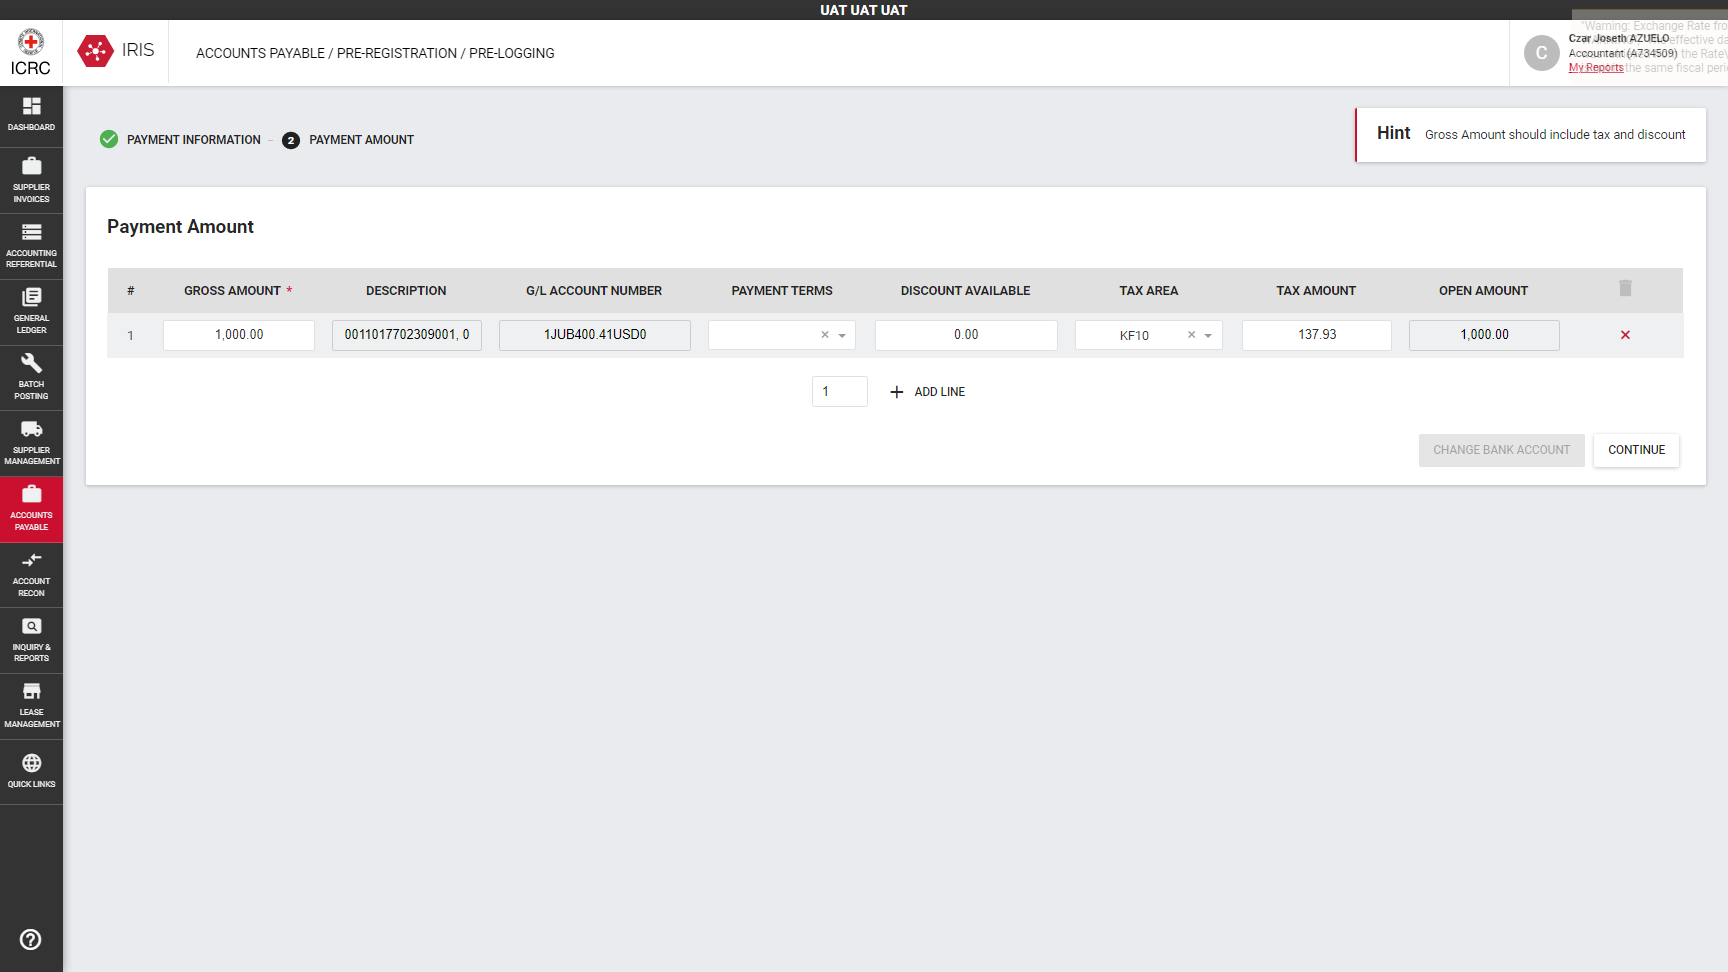 UAT UAT UAT
ICRC
IRIS
ACCOUNTS PAYABLE / PRE-REGISTRATION / PRE-LOGGING
"Warning: Exchange Rate fro
C
Czar Joseth AZUELO
effective da
Accountant (A734509)
the RateV
My Reports
the same fiscal peri
DASHBOARD
SUPPLIER
INVOICES
ACCOUNTING
REFERENTIAL
GENERAL
LEDGER
BATCH
POSTING
SUPPLIER
MANAGEMENT
ACCOUNTS
PAYABLE
ACCOUNT
RECON
INQUIRY &
REPORTS
LEASE
MANAGEMENT
QUICK LINKS
PAYMENT INFORMATION
2 PAYMENT AMOUNT
Hint Gross Amount should include tax and discount
Payment Amount
# GROSS AMOUNT * DESCRIPTION G/L ACCOUNT NUMBER PAYMENT TERMS DISCOUNT AVAILABLE TAX AREA TAX AMOUNT OPEN AMOUNT
1 1,000.00 0011017702309001, 0 1JUB400.41USD0 × 0.00 KF10 × 137.93 1,000.00 ×
1 + ADD LINE
CHANGE BANK ACCOUNT CONTINUE